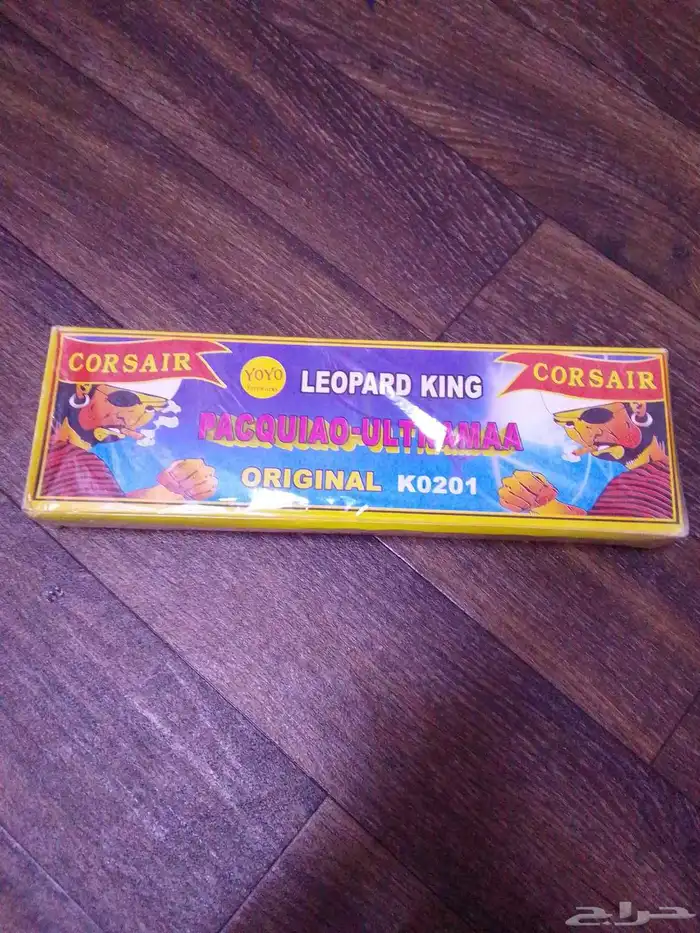 CORSAIR
YOYO
LEOPARD KING
CORSAIR
PACQUIAO-ULTRAMAA
ORIGINAL K0201
حراج